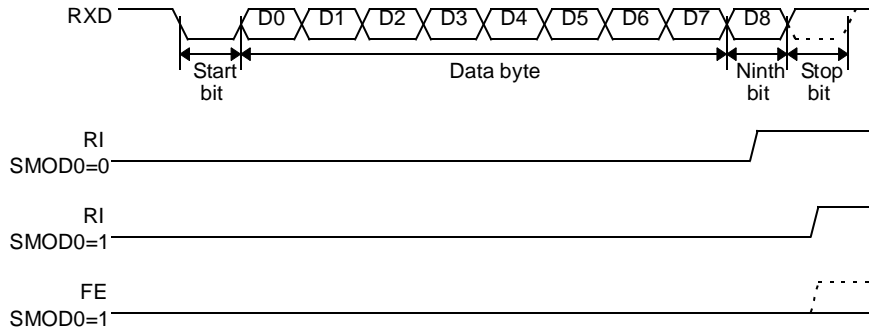 RXD D0 D1 D2 D3 D4 D5 D6 D7 D8
Start bit
Data byte
Ninth bit
Stop bit
RI
SMOD0=0
RI
SMOD0=1
FE
SMOD0=1